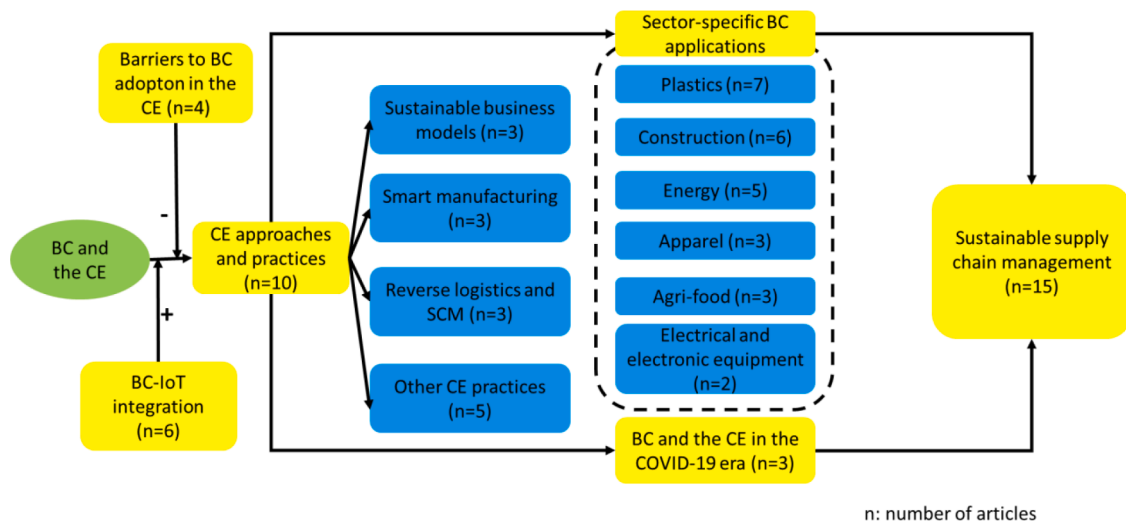 Barriers to BC
adopton in the
CE (n=4)
-
BC and
the CE
+
BC-IoT
integration
(n=6)
CE approaches
and practices
(n=10)
Sustainable business
models (n=3)
Smart manufacturing
(n=3)
Reverse logistics and
SCM (n=3)
Other CE practices
(n=5)
Sector-specific BC
applications
Plastics (n=7)
Construction (n=6)
Energy (n=5)
Apparel (n=3)
Agri-food (n=3)
Electrical and
electronic equipment
(n=2)
BC and the CE in the
COVID-19 era (n=3)
Sustainable supply
chain management
(n=15)
n: number of articles